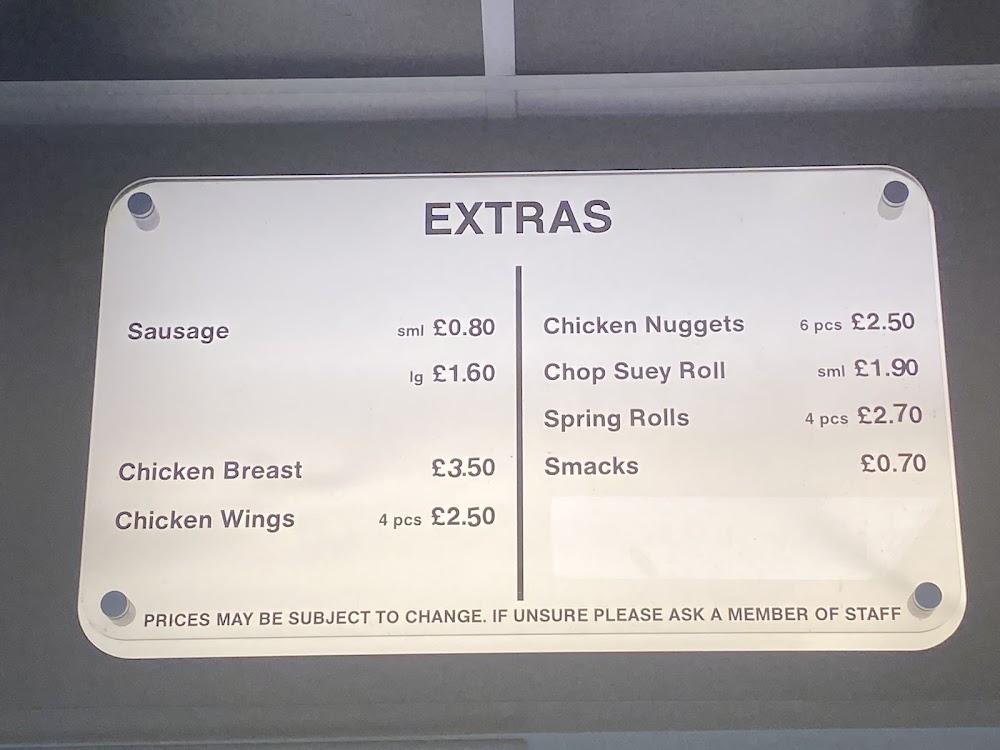 EXTRAS
Sausage sml £0.80
lg £1.60
Chicken Breast £3.50
Chicken Wings 4 pcs £2.50
Chicken Nuggets 6 pcs £2.50
Chop Suey Roll sml £1.90
Spring Rolls 4 pcs £2.70
Smacks £0.70
PRICES MAY BE SUBJECT TO CHANGE. IF UNSURE PLEASE ASK A MEMBER OF STAFF